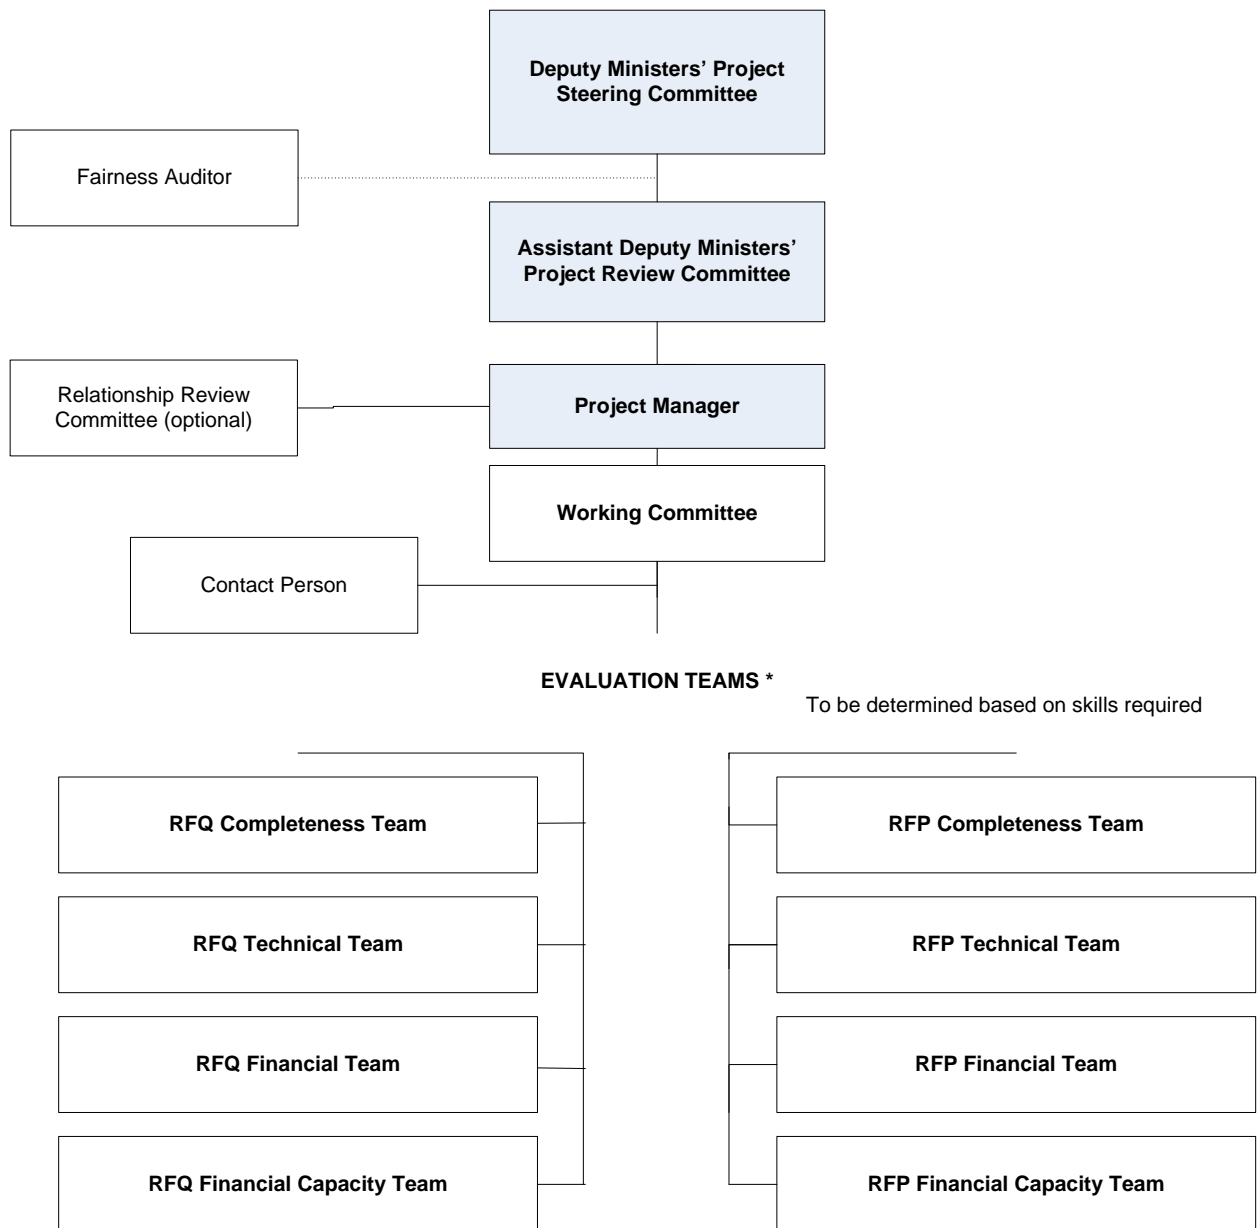 Deputy Ministers’ Project
Steering Committee
Fairness Auditor
Assistant Deputy Ministers’
Project Review Committee
Relationship Review
Committee (optional)
Project Manager
Working Committee
Contact Person
EVALUATION TEAMS *
To be determined based on skills required
RFQ Completeness Team
RFP Completeness Team
RFQ Technical Team
RFP Technical Team
RFQ Financial Team
RFP Financial Team
RFQ Financial Capacity Team
RFP Financial Capacity Team